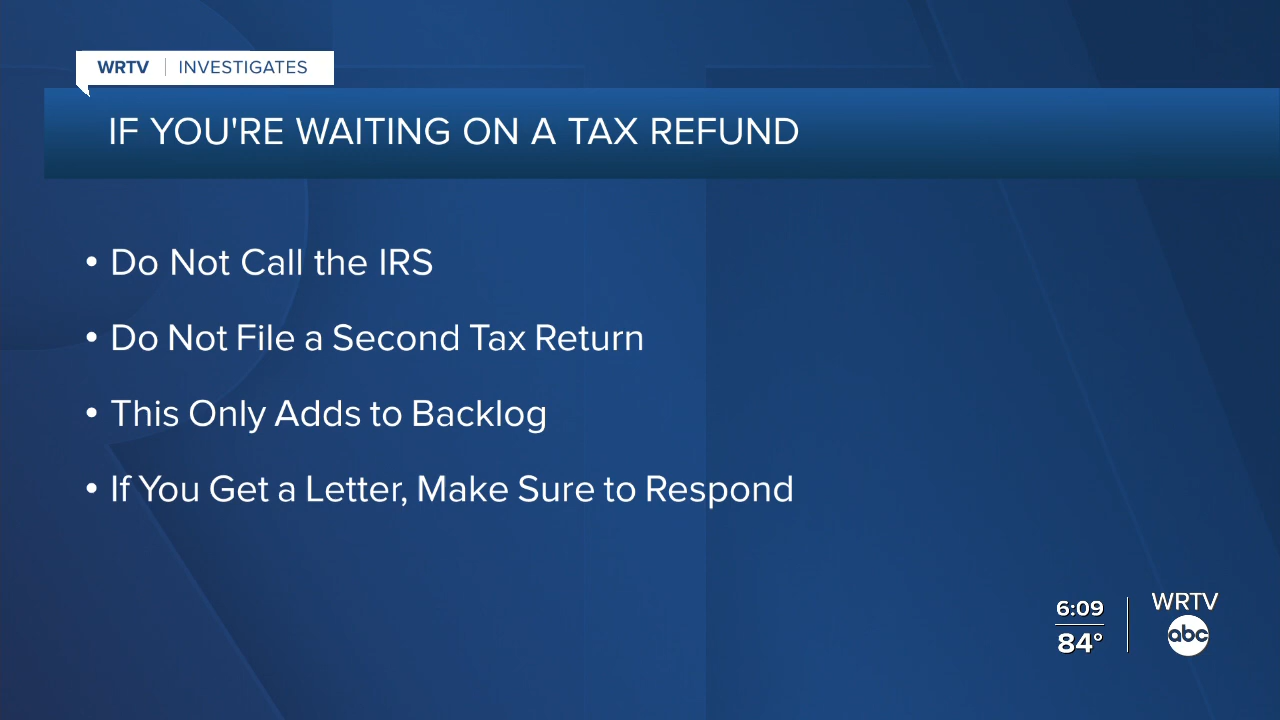 WRTV | INVESTIGATES
IF YOU'RE WAITING ON A TAX REFUND
• Do Not Call the IRS
• Do Not File a Second Tax Return
• This Only Adds to Backlog
• If You Get a Letter, Make Sure to Respond
6:09
84°
WRTV
abc